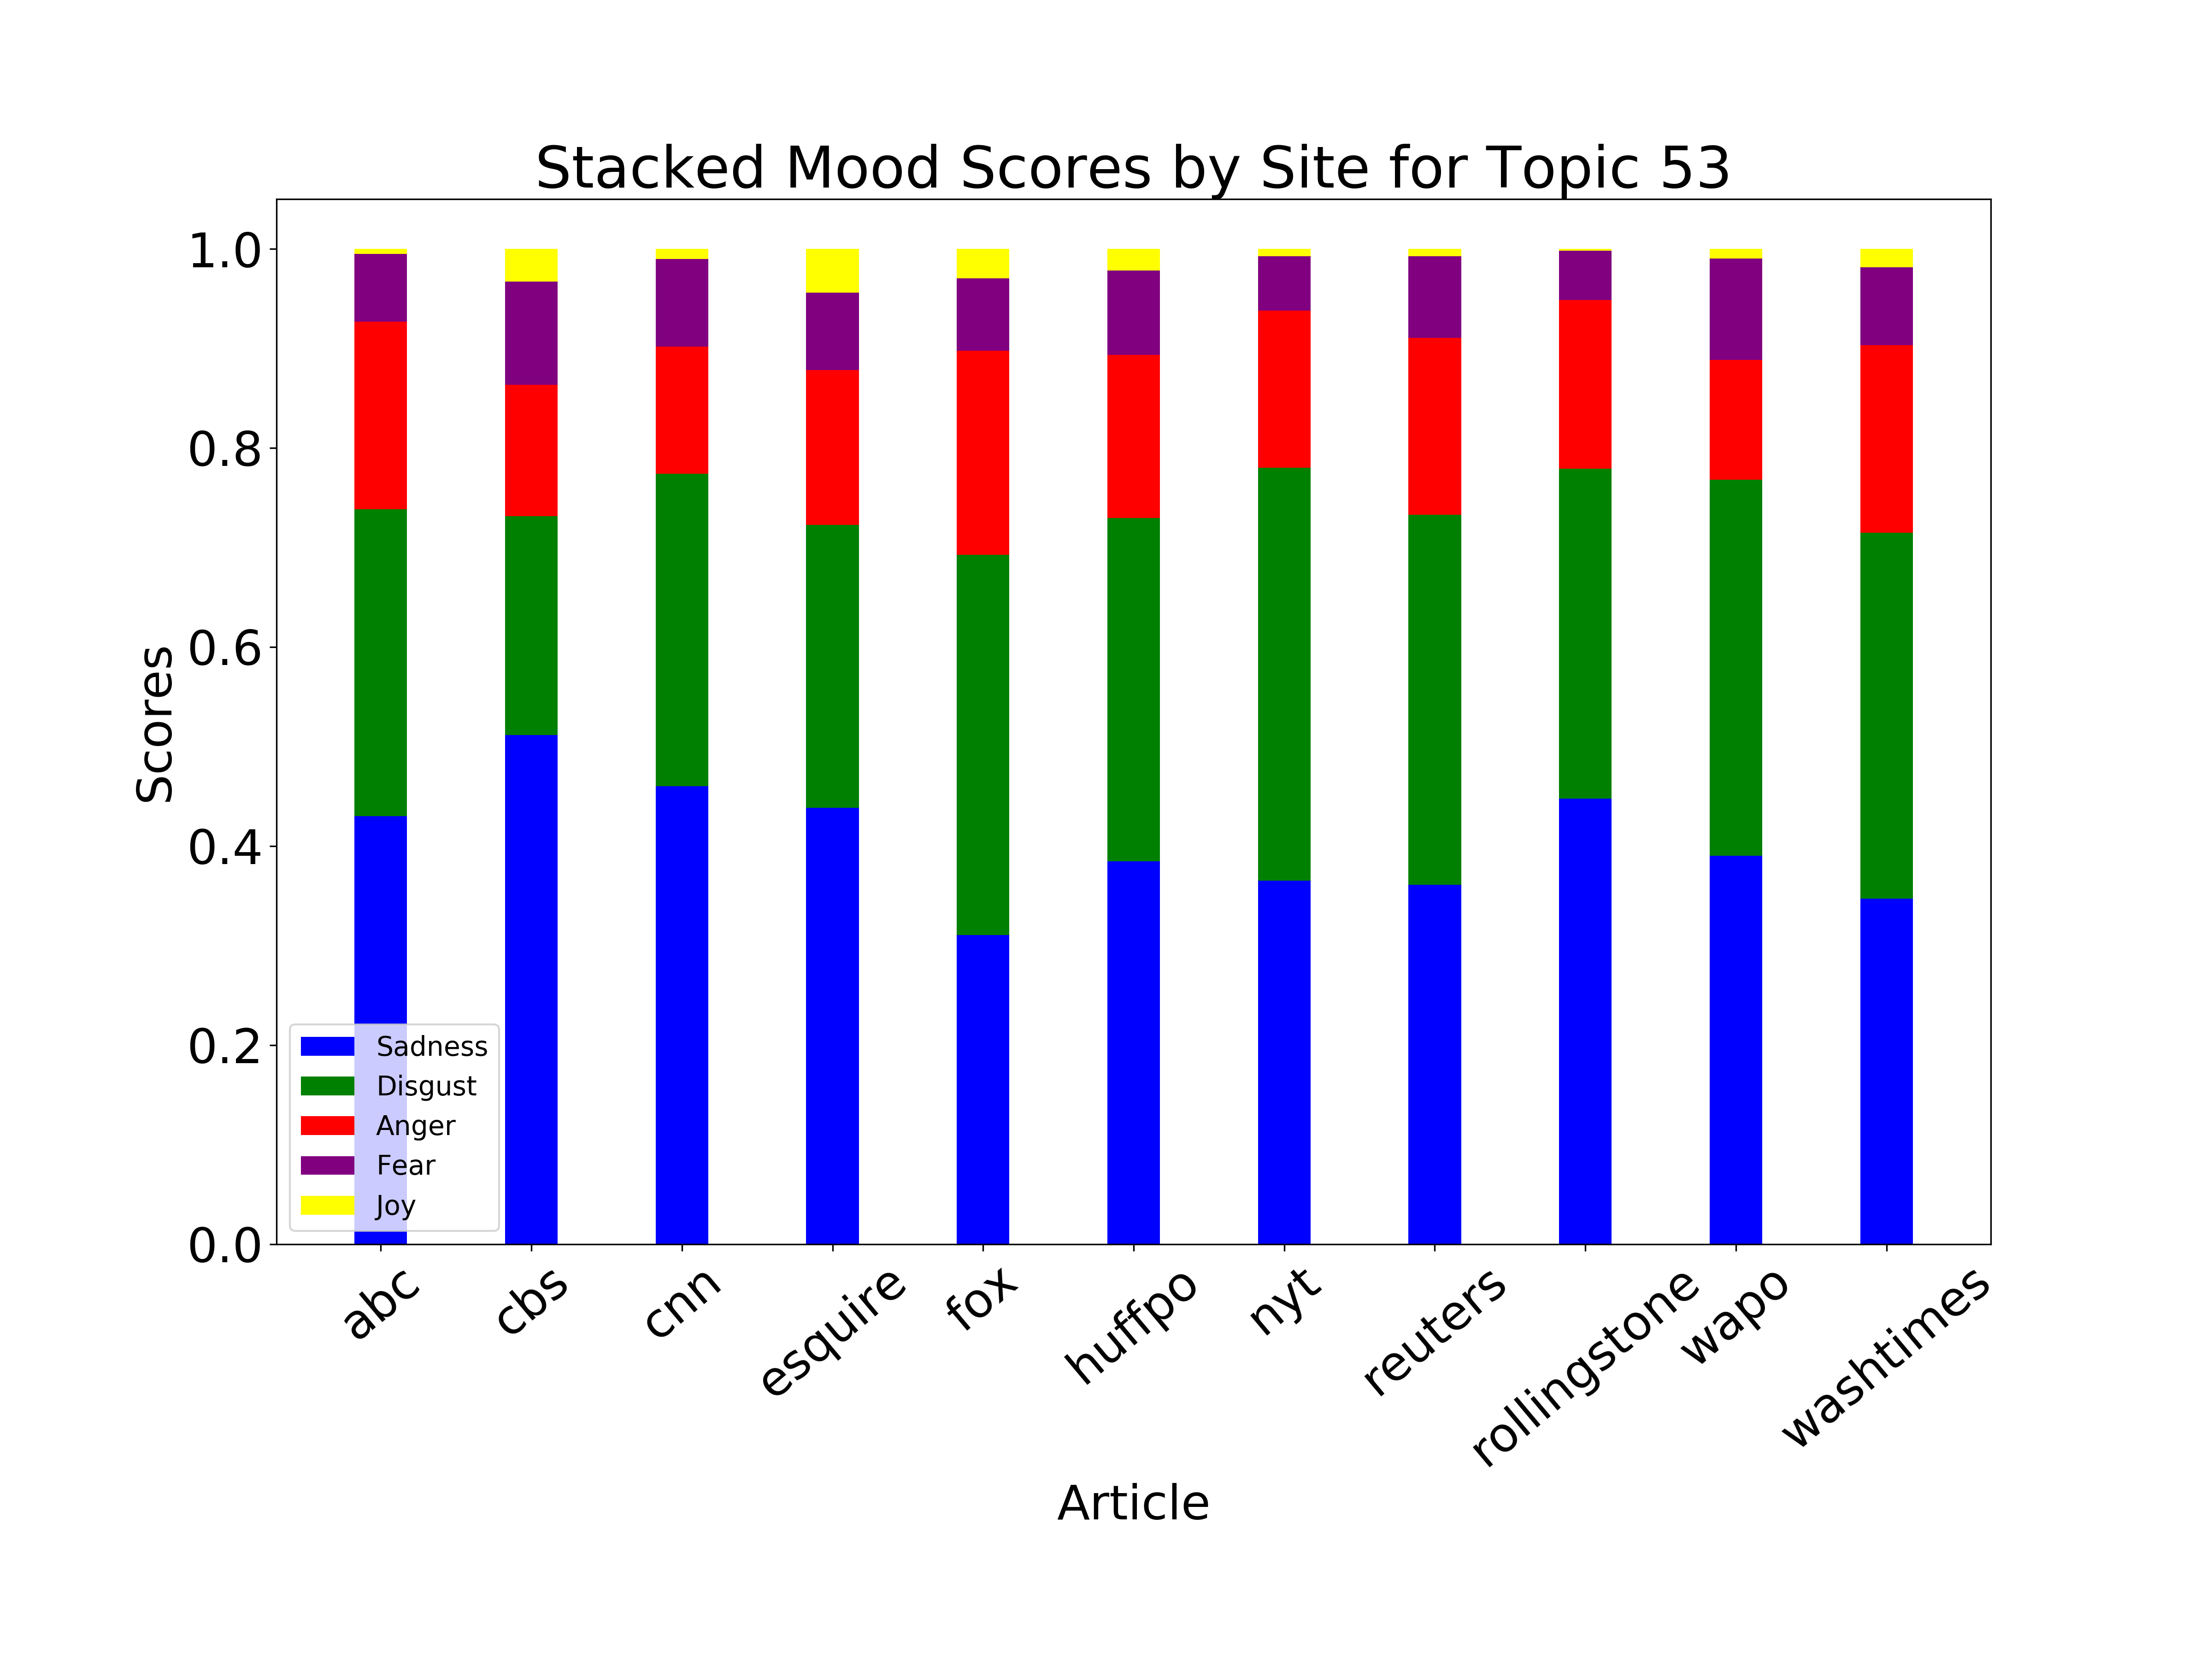 Stacked Mood Scores by Site for Topic 53
Scores
1.0
0.8
0.6
0.4
0.2
0.0
Sadness
Disgust
Anger
Fear
Joy
abc
cbs
cnn
esquire
fox
huffpo
nyt
reuters
rollingstone
wapo
washtimes
Article